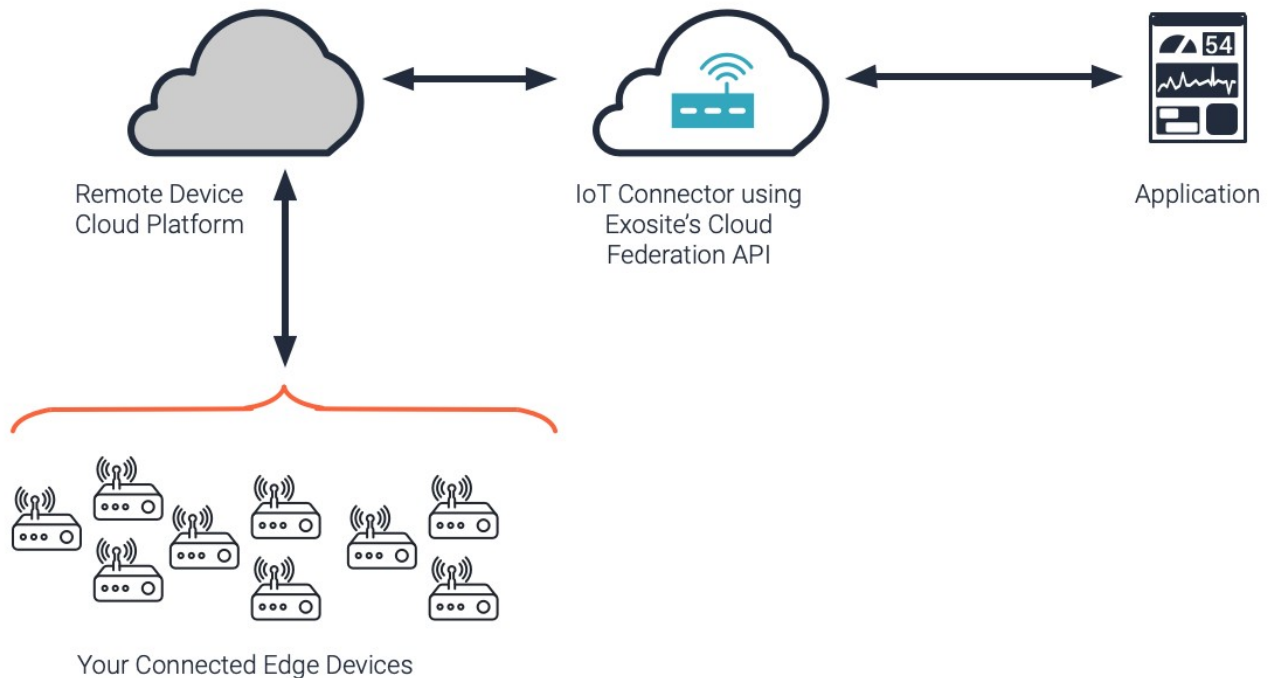 54
Remote Device
Cloud Platform
IoT Connector using
Exosite’s Cloud
Federation API
Application
Your Connected Edge Devices